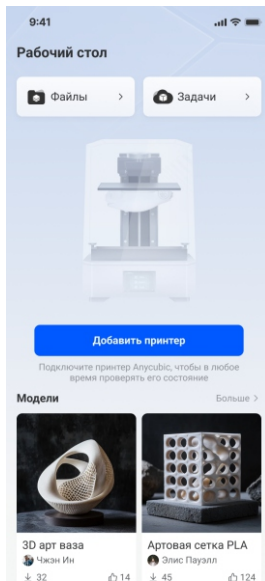 9:41
Рабочий стол
Файлы
Задачи
Добавить принтер
Подключите принтер Anycubic, чтобы в любое
время проверять его состояние
Модели
Больше
3D арт ваза
Артовая сетка PLA
Чжэн Ин
Элис Пауэлл
32
14
45
124